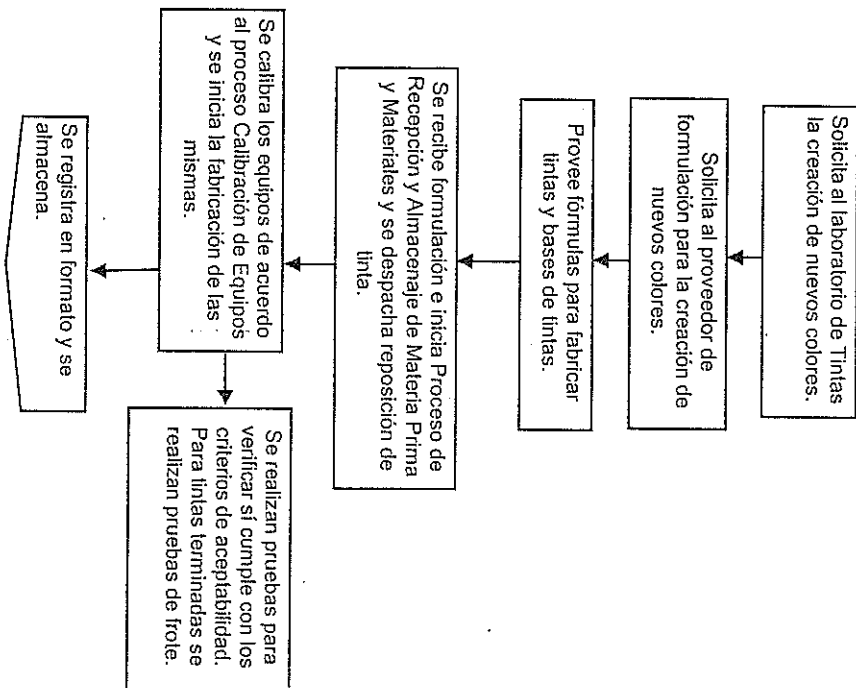 Solicita al laboratorio de Tintas
la creación de nuevos colores.
Solicita al proveedor de
formulación para la creación de
nuevos colores.
Provee fórmulas para fabricar
tintas y bases de tintas.
Se recibe formulación e inicia Proceso de
Recepción y Almacenaje de Materia Prima
y Materiales y se despacha reposición de
tinta.
Se calibra los equipos de acuerdo
al proceso Calibración de Equipos
y se inicia la fabricación de las
mismas.
Se registra en formato y se
almacena.
Se realizan pruebas para
verificar sí cumple con los
criterios de aceptabilidad.
Para tintas terminadas se
realizan pruebas de frote.